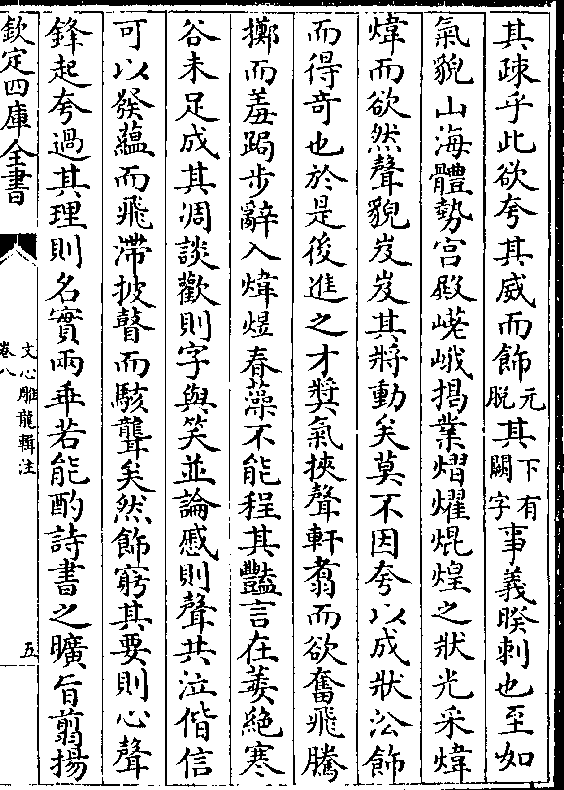 其疎乎此欲夸其威而飾元脫其下有闕字事義暌刺也至如
氣貌山海體勢宫殿嵯峨揭業熠燿焜煌之狀光采煒
煒而欲然聲貌岌岌其將動矣莫不因夸以成狀沿飾
而得奇也於是後進之才奬氣挾聲軒翥而欲奮飛騰
擲而羞跼步辭入煒煜春藻不能程其豔言在萎絶寒
谷未足成其凋談歡則字與笑並論慼則聲共泣偕信
可以發藴而飛滯披瞽而駭聾矣然飾窮其要則心聲
鋒起夸過其理則名實兩乖若能酌詩書之曠旨翦揚
欽定四庫全書
文心雕龍輯注
卷八
五